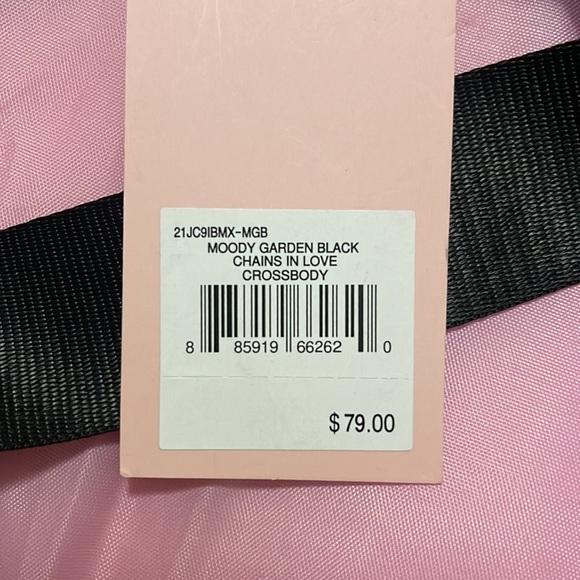 21JC9IBMX-MGB
MOODY GARDEN BLACK
CHAINS IN LOVE
CROSSBODY
8 85919 66262 0
$79.00